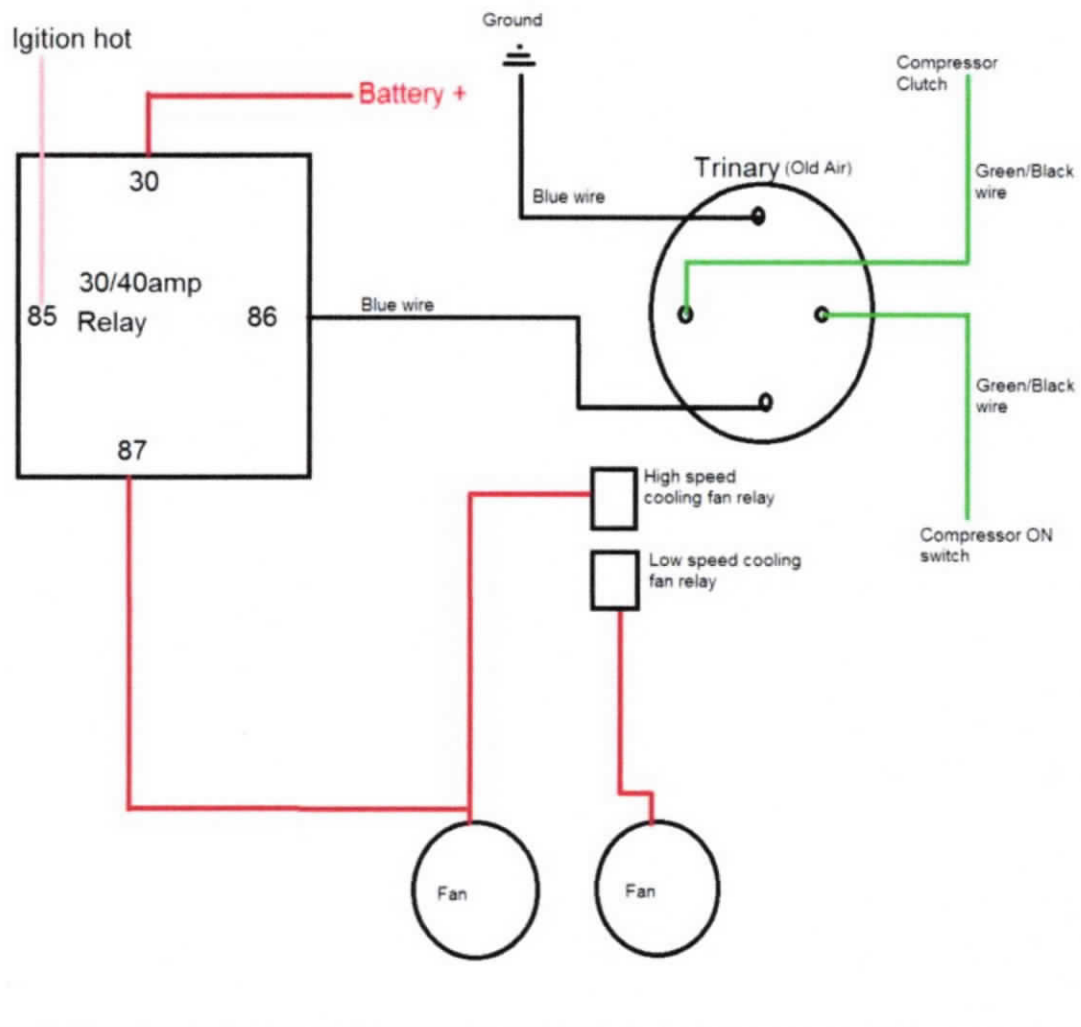 Ground
Igition hot
Battery +
Compressor
Clutch
30
Trinary (Old Air)
Green/Black
wire
Blue wire
30/40amp
Relay
85
86
Blue wire
Green/Black
wire
87
High speed
cooling fan relay
Compressor ON
switch
Low speed cooling
fan relay
Fan
Fan